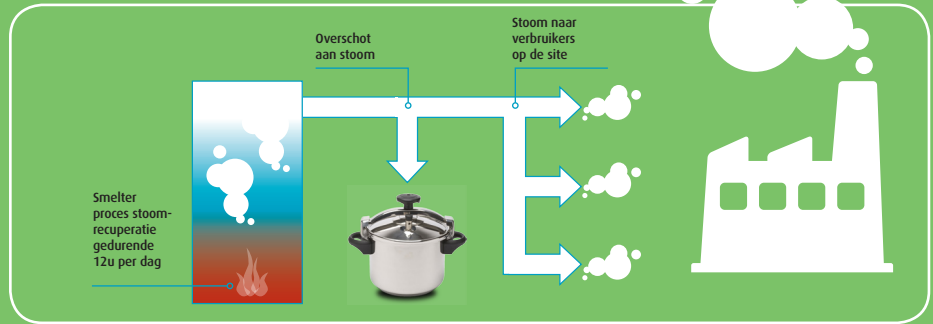 Overschot
aan stoom
Stoom naar
verbruikers
op de site
Smelter
proces stoom-
recuperatie
gedurende
12u per dag